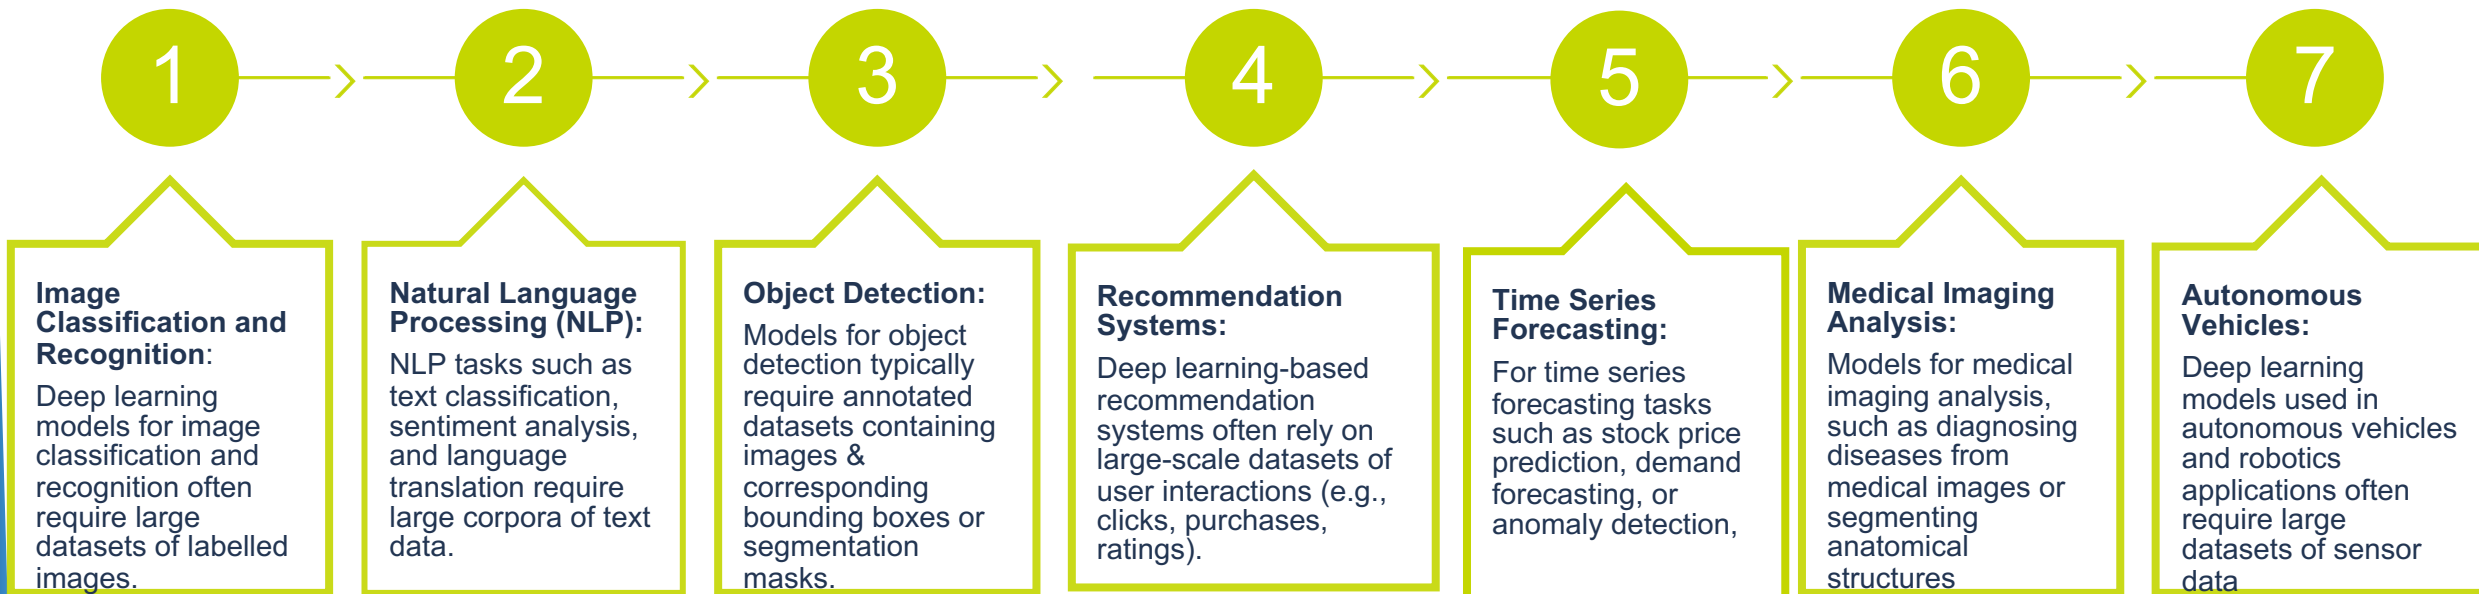 1
2
3
4
5
6
7
Image
Classification and
Recognition:
Deep learning
models for image
classification and
recognition often
require large
datasets of labelled
images.
Natural Language
Processing (NLP):
NLP tasks such as
text classification,
sentiment analysis,
and language
translation require
large corpora of text
data.
Object Detection:
Models for object
detection typically
require annotated
datasets containing
images &
corresponding
bounding boxes or
segmentation
masks.
Recommendation
Systems:
Deep learning-based
recommendation
systems often rely on
large-scale datasets of
user interactions (e.g.,
clicks, purchases,
ratings).
Time Series
Forecasting:
For time series
forecasting tasks
such as stock price
prediction, demand
forecasting, or
anomaly detection,
Medical Imaging
Analysis:
Models for medical
imaging analysis,
such as diagnosing
diseases from
medical images or
segmenting
anatomical
structures
Autonomous
Vehicles:
Deep learning
models used in
autonomous vehicles
and robotics
applications often
require large
datasets of sensor
data